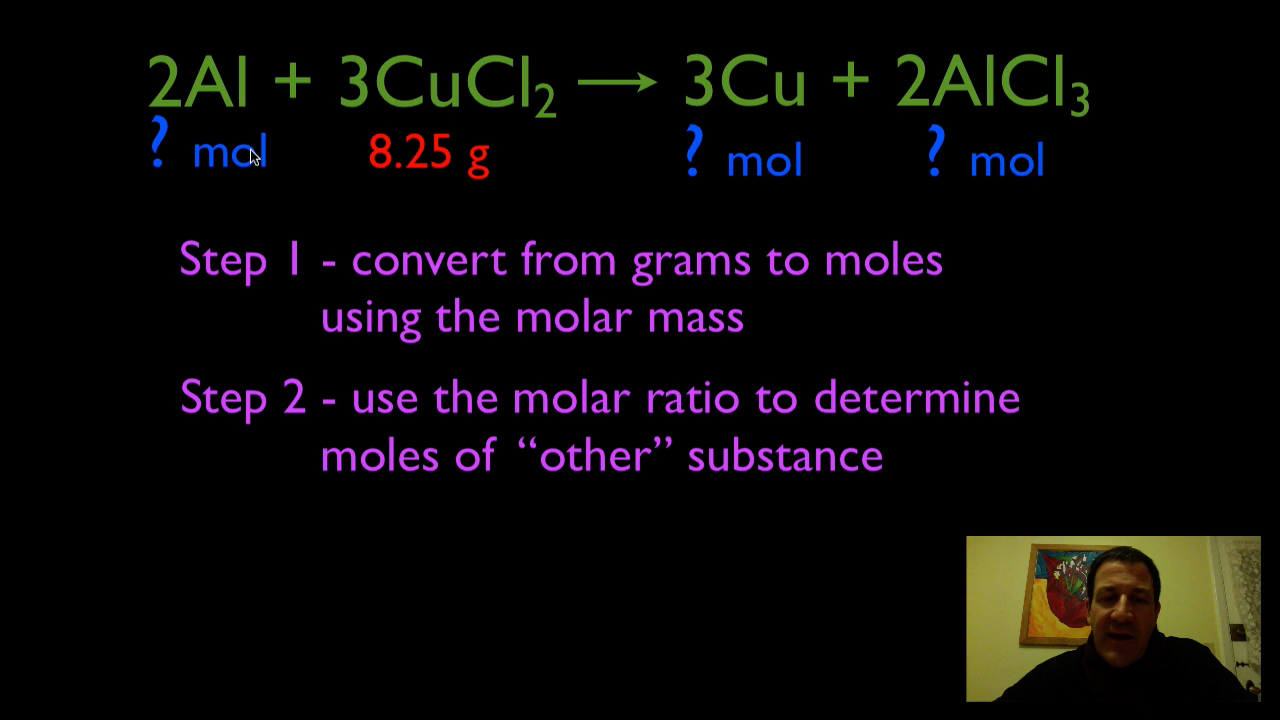 2Al + 3CuCl₂ → 3Cu + 2AlCl₃
? mol 8.25 g ? mol ? mol
Step 1 - convert from grams to moles
using the molar mass
Step 2 - use the molar ratio to determine
moles of “other” substance